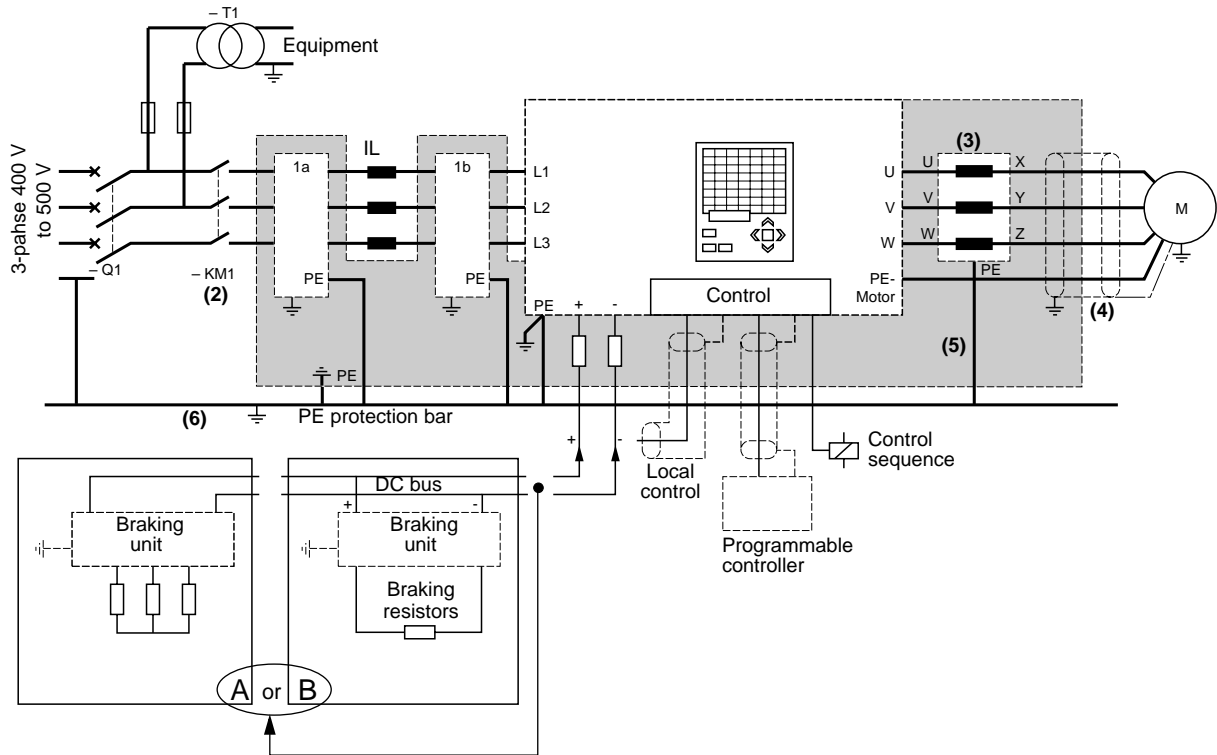 – T1
Equipment
3-pahse 400 V
to 500 V
– Q1
– KM1
(2)
1a
PE
IL
1b
PE
L1
L2
L3
PE
+
-
Control
U
V
W
PE-
Motor
(3)
U
V
W
X
Y
Z
PE
M
(4)
(5)
PE
(6)
PE protection bar
+
-
Local
control
Control
sequence
Programmable
controller
DC bus
Braking
unit
+
-
Braking
unit
Braking
resistors
A or B